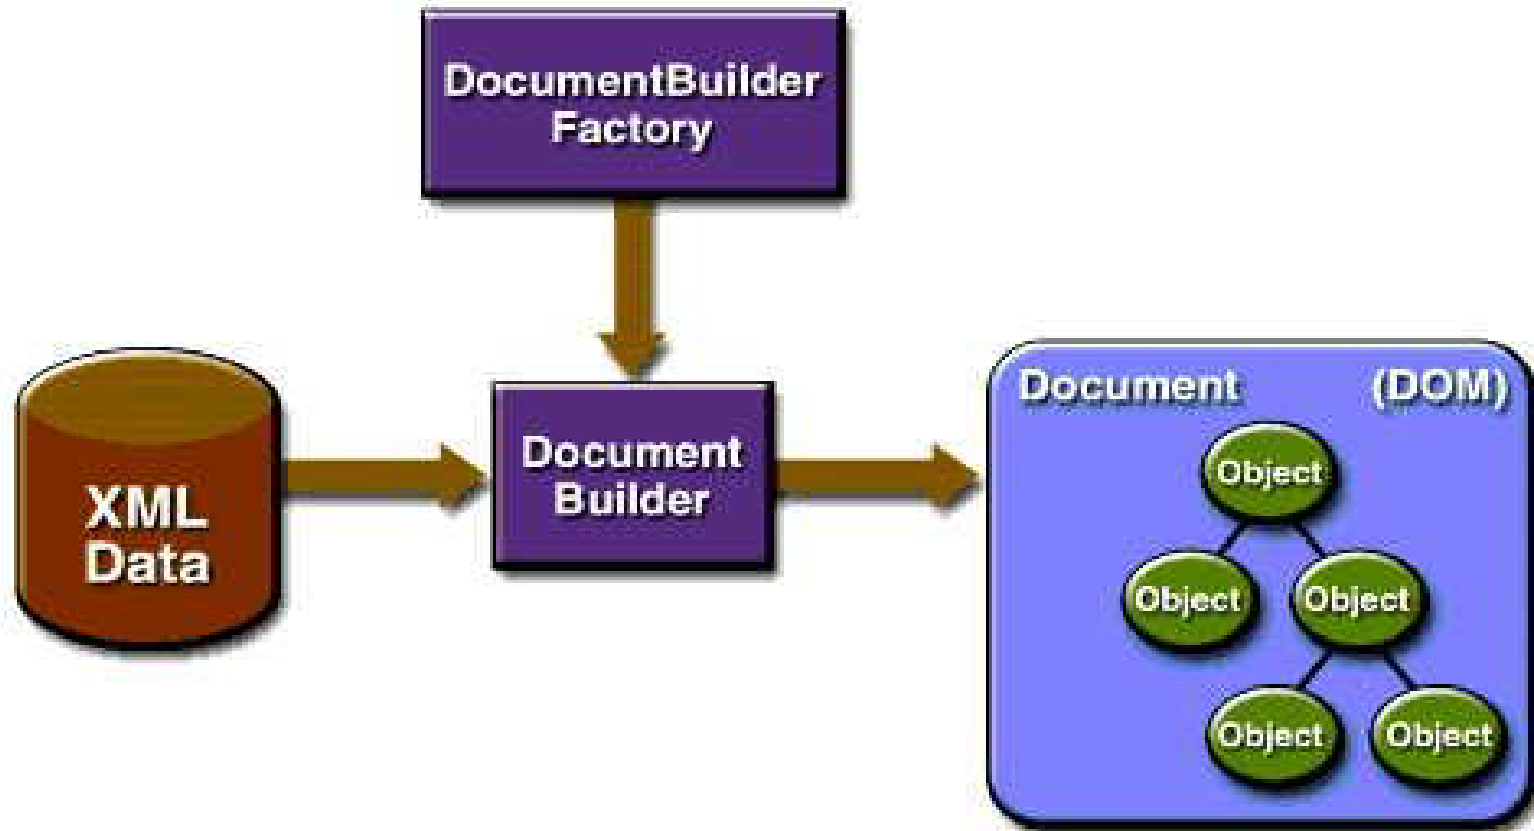 DocumentBuilder
Factory
XML
Data
Document
Builder
Document (DOM)
Object
Object
Object
Object
Object